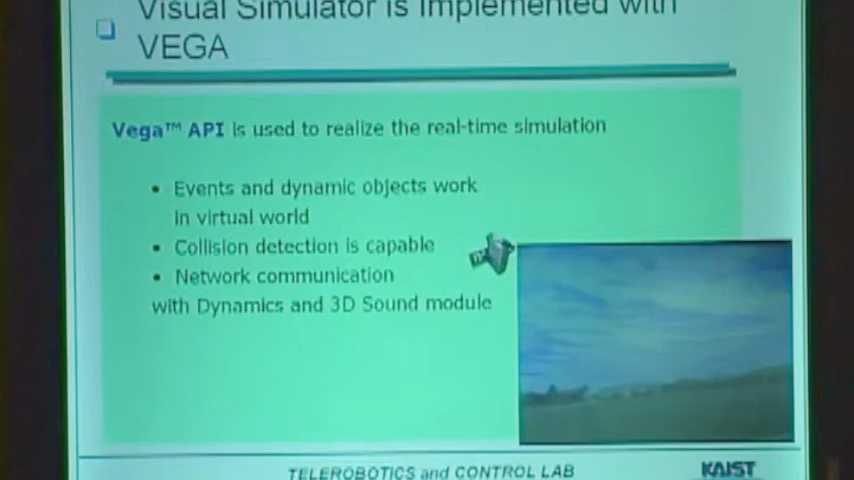 Visual Simulator is Implemented with
VEGA
Vega™ API is used to realize the real-time simulation
• Events and dynamic objects work
in virtual world
• Collision detection is capable
• Network communication
with Dynamics and 3D Sound module
TELEROBOTICS and CONTROL LAB
KAIST